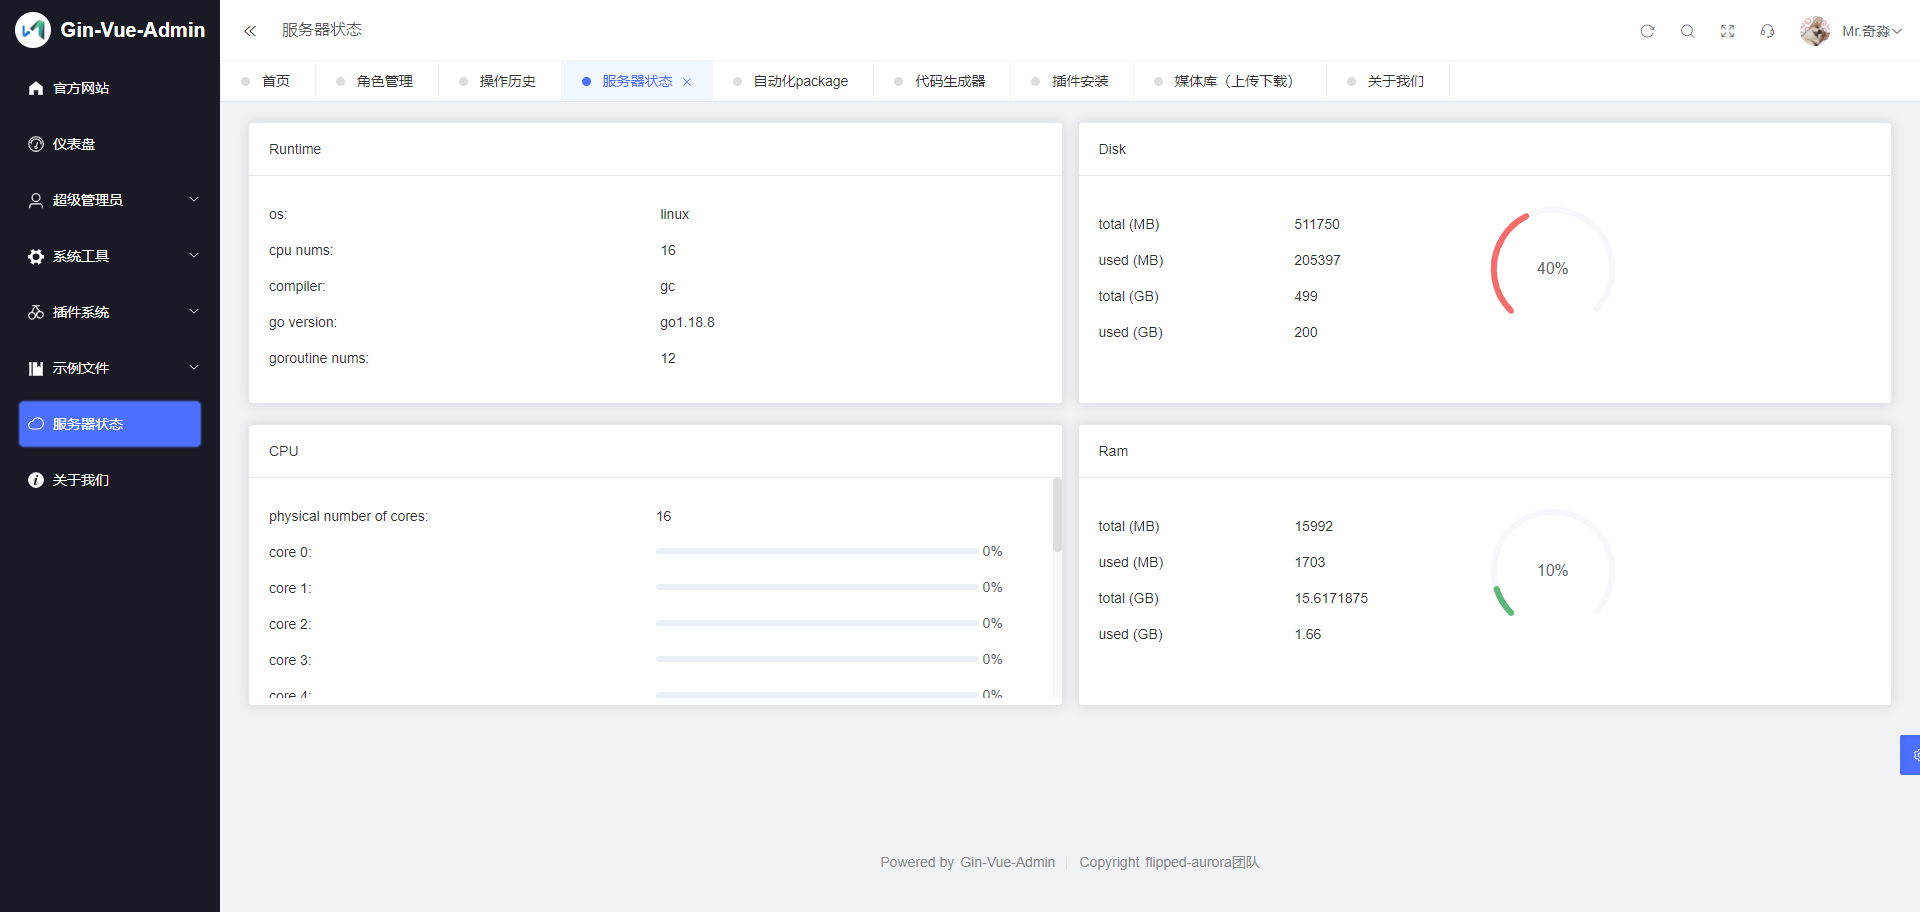 Gin-Vue-Admin
官方网站
仪表盘
超级管理员
系统工具
插件系统
示例文件
服务器状态
关于我们
服务器状态
Mr.奇淼
首页
角色管理
操作历史
服务器状态
自动化package
代码生成器
插件安装
媒体库（上传下载）
关于我们
Runtime
os: linux
cpu nums: 16
compiler: gc
go version: go1.18.8
goroutine nums: 12
Disk
total (MB) 511750
used (MB) 205397
total (GB) 499
used (GB) 200
40%
CPU
physical number of cores: 16
core 0: 0%
core 1: 0%
core 2: 0%
core 3: 0%
core 4: 0%
Ram
total (MB) 15992
used (MB) 1703
total (GB) 15.6171875
used (GB) 1.66
10%
Powered by Gin-Vue-Admin Copyright flipped-aurora团队